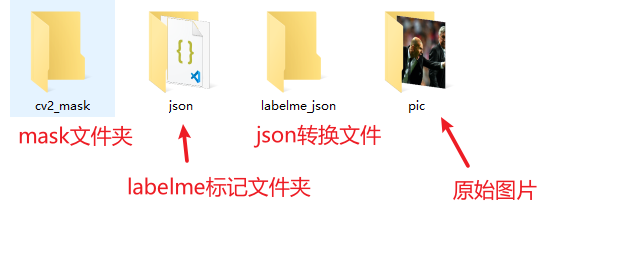 cv2_mask
json
labelme_json
pic
mask文件夹
json转换文件
labelme标记文件夹
原始图片